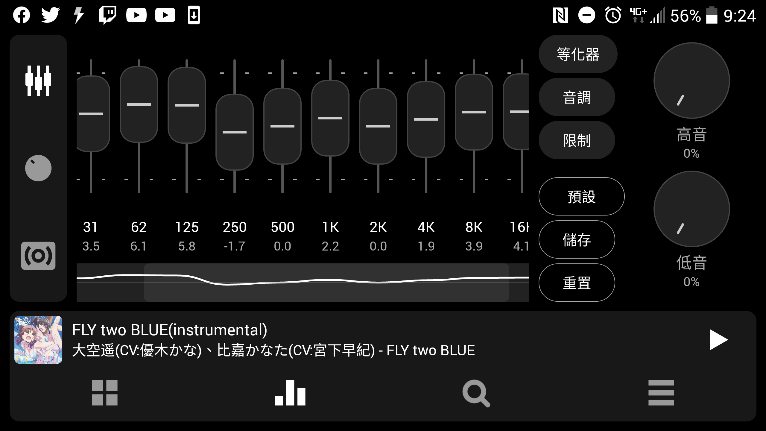 4G+ 56% 9:24
等化器
音調
限制
預設
儲存
重置
高音
0%
低音
0%
31 62 125 250 500 1K 2K 4K 8K
3.5 6.1 5.8 -1.7 0.0 2.2 0.0 1.9 3.9 4.1
FLY two BLUE(instrumental)
大空遥(CV:優木かな)、比嘉かなた(CV:宮下早紀) - FLY two BLUE